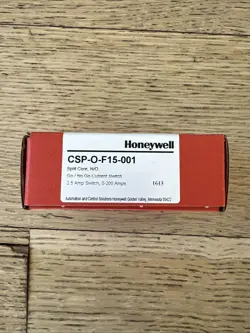 Honeywell
CSP-O-F15-001
Split Core, N/O,
Go / No Go Current Switch
2.5 Amp Switch, 0-200 Amps
1613
Automation and Control Solutions Honeywell Golden Valley, Minnesota 55422